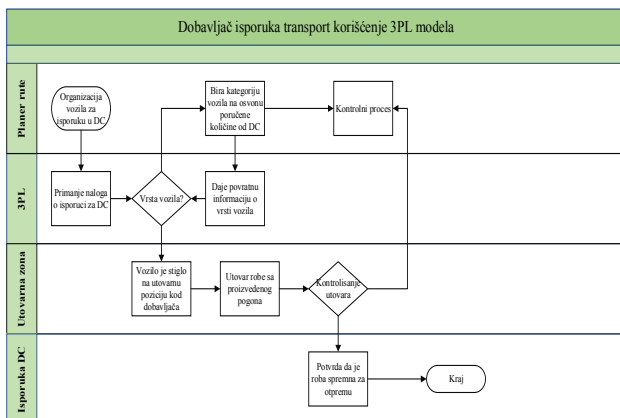 Dobavljač isporuka transport korišćenje 3PL modela
Planer rute
Organizacija
vozila za
isporuku u DC
Bira kategoriju
vozila na osvonu
poručene
količine od DC
Kontrolni proces
3PL
Primanje naloga
o isporuci za DC
Vrsta vozila?
Daje povratnu
informaciju o
vrsti vozila
Utovarna zona
Vozilo je stiglo
na utovarnu
poziciju kod
dobavljača
Utovar robe sa
proizvedenog
pogona
Kontrolisanje
utovara
Isporuka DC
Potvrda da je
roba spremna za
otpremu
Kraj